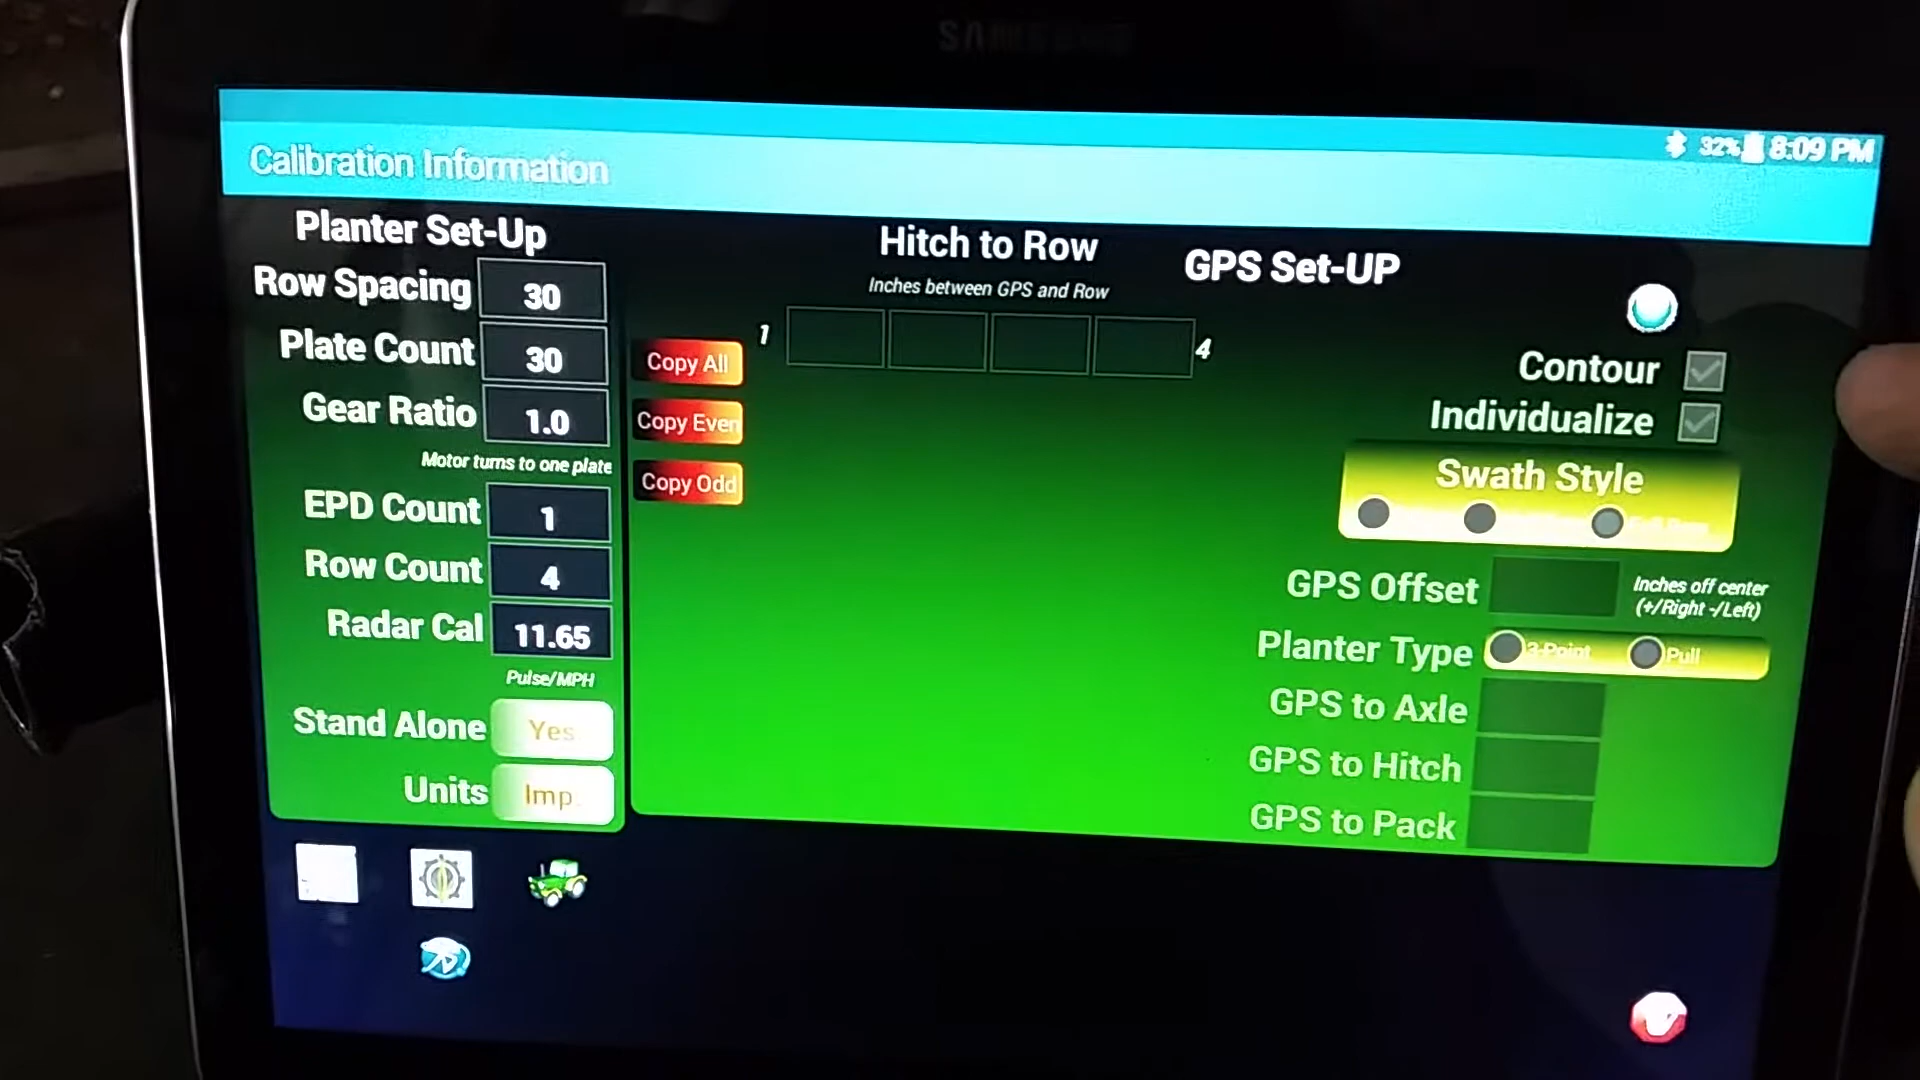 SAMSUNG
32% 8:09 PM
Calibration Information
Planter Set-Up
Row Spacing 30
Plate Count 30
Gear Ratio 1.0
Motor turns to one plate
EPD Count 1
Row Count 4
Radar Cal 11.65
Pulse/MPH
Stand Alone Yes
Units Imp.
Copy All
Copy Even
Copy Odd
Hitch to Row
Inches between GPS and Row
1
4
GPS Set-UP
Contour
Individualize
Swath Style
GPS Offset
Inches off center
(+/Right -/Left)
Planter Type 3-Point Pull
GPS to Axle
GPS to Hitch
GPS to Pack